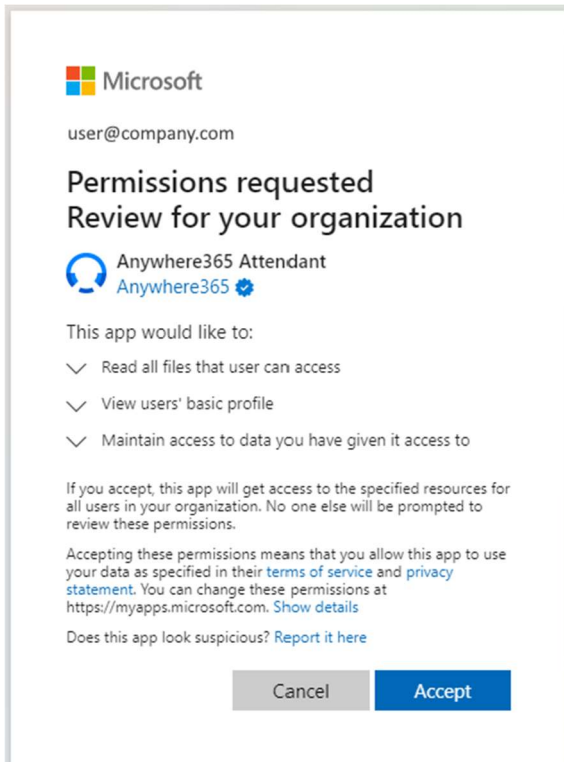 Microsoft
user@company.com
Permissions requested
Review for your organization
Anywhere365 Attendant
Anywhere365
This app would like to:
Read all files that user can access
View users' basic profile
Maintain access to data you have given it access to
If you accept, this app will get access to the specified resources for
all users in your organization. No one else will be prompted to
review these permissions.
Accepting these permissions means that you allow this app to use
your data as specified in their terms of service and privacy
statement. You can change these permissions at
https://myapps.microsoft.com. Show details
Does this app look suspicious? Report it here
Cancel
Accept